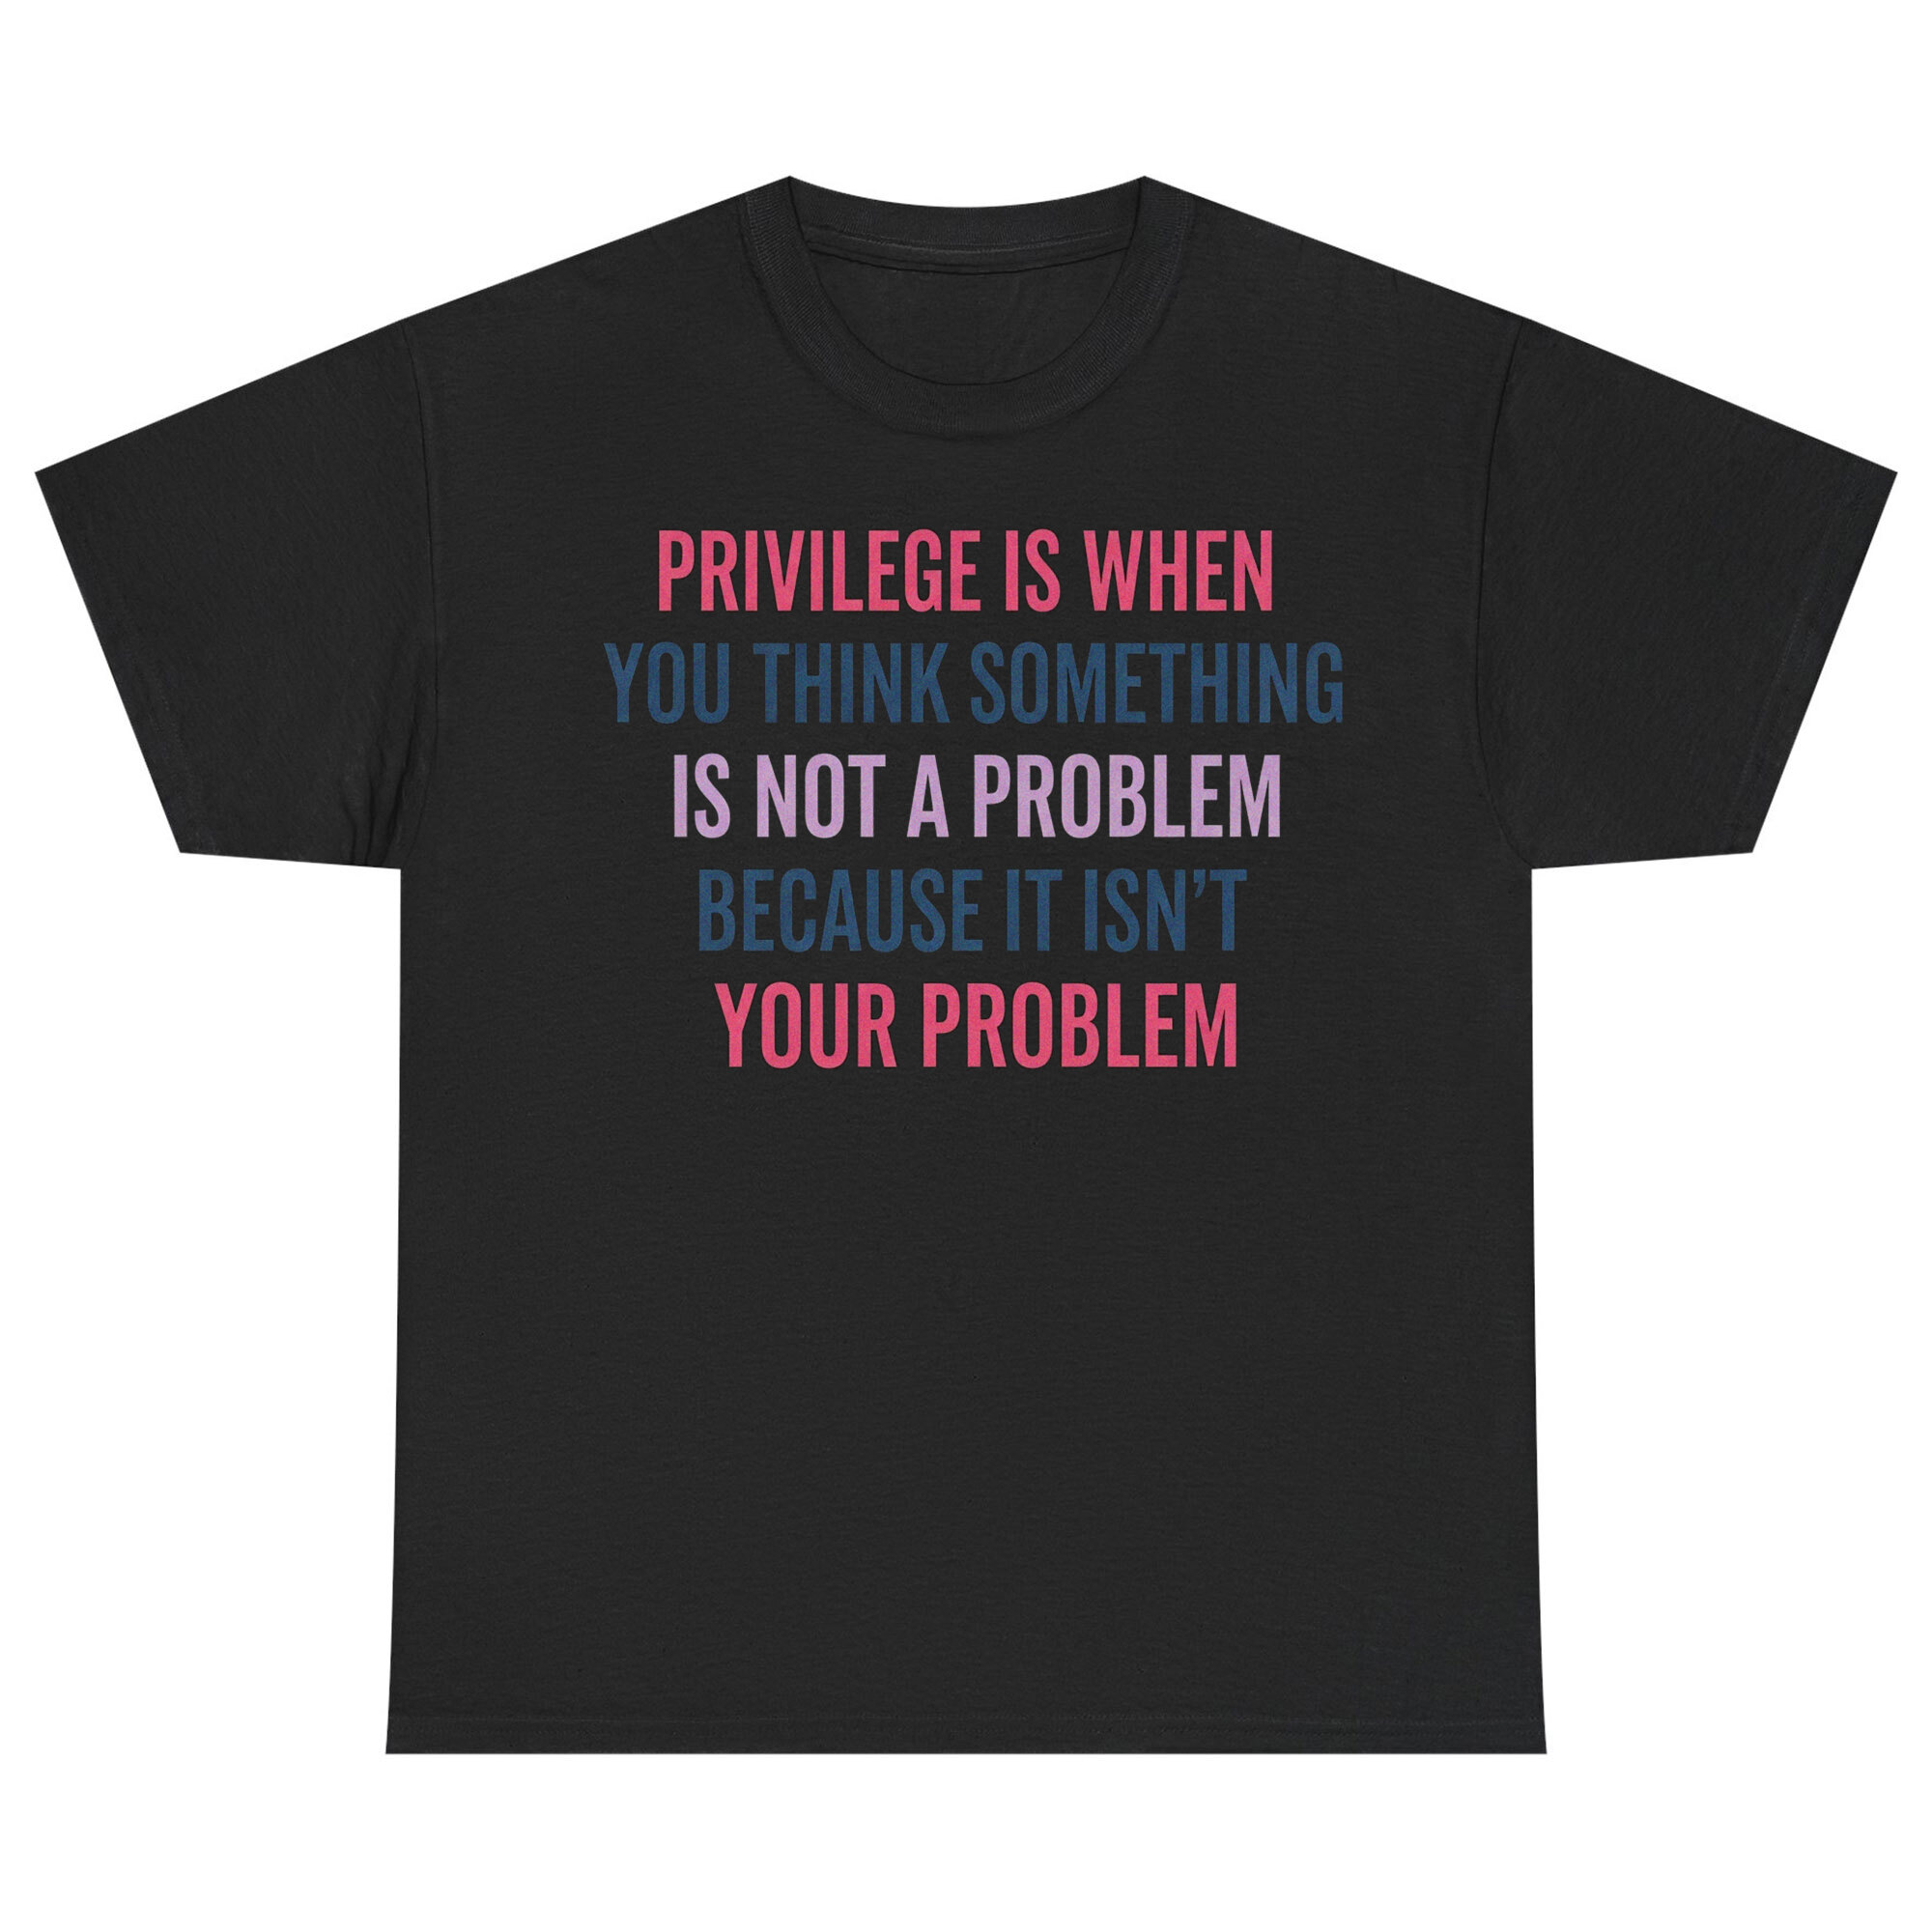 PRIVILEGE IS WHEN
YOU THINK SOMETHING
IS NOT A PROBLEM
BECAUSE IT ISN’T
YOUR PROBLEM